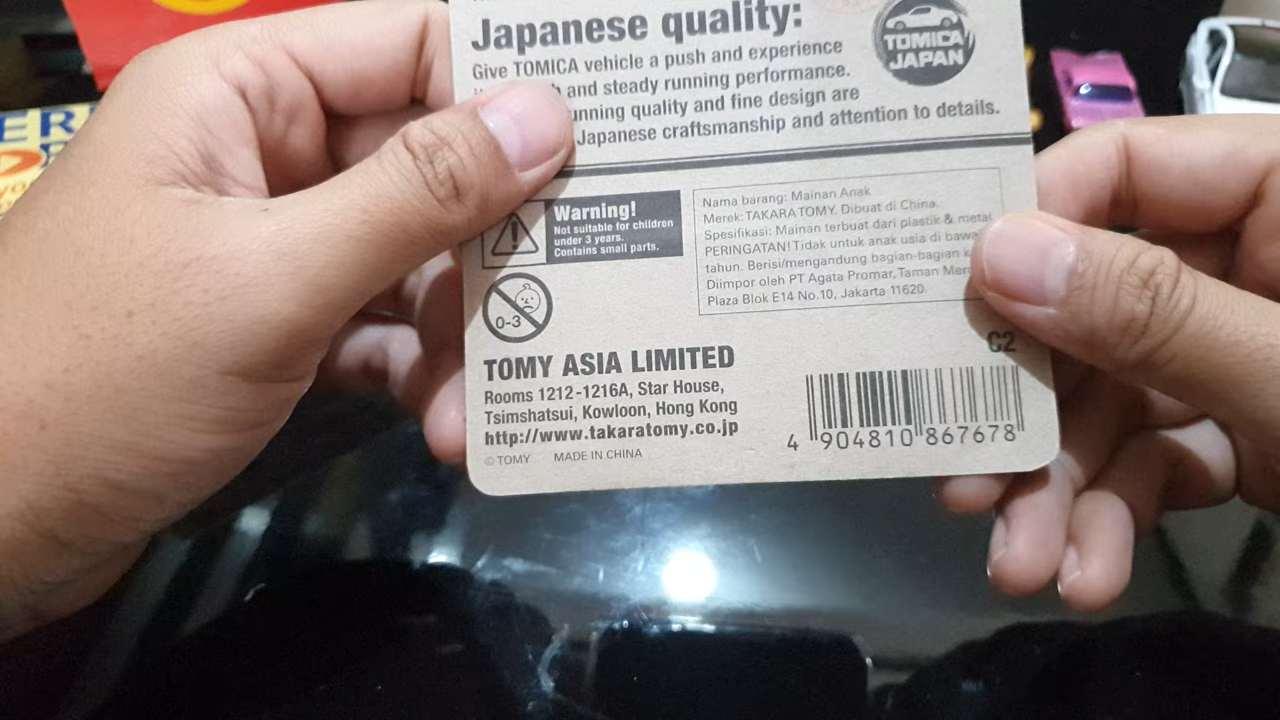 Japanese quality:
Give TOMICA vehicle a push and experience
and steady running performance.
running quality and fine design are
Japanese craftsmanship and attention to details.
TOMICA
JAPAN
Warning!
Not suitable for children
under 3 years.
Contains small parts.
0-3
Nama barang: Mainan Anak
Merek: TAKARA TOMY. Dibuat di China.
Spesifikasi: Mainan terbuat dari plastik & metal
PERINGATAN! Tidak untuk anak usia di
tahun. Berisi/mengandung bagian-bagian
Diimpor oleh PT Agata Promar, Taman
Plaza Blok E14 No.10, Jakarta 11620.
C2
TOMY ASIA LIMITED
Rooms 1212-1216A, Star House,
Tsimshatsui, Kowloon, Hong Kong
http://www.takaratomy.co.jp
© TOMY MADE IN CHINA
4 904810 867678